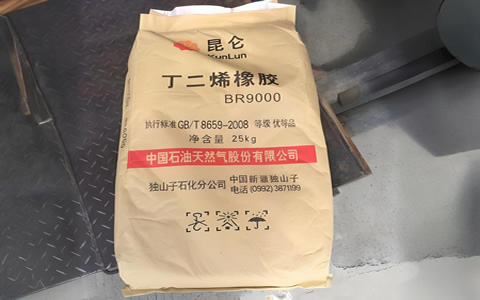 昆仑
KunLun
丁二烯橡胶
BR9000
执行标准 GB/T 8659-2008 等级 优等品
净含量 25kg
中国石油天然气股份有限公司
独山子石化分公司 中国新疆独山子
电话 (0992) 3871199